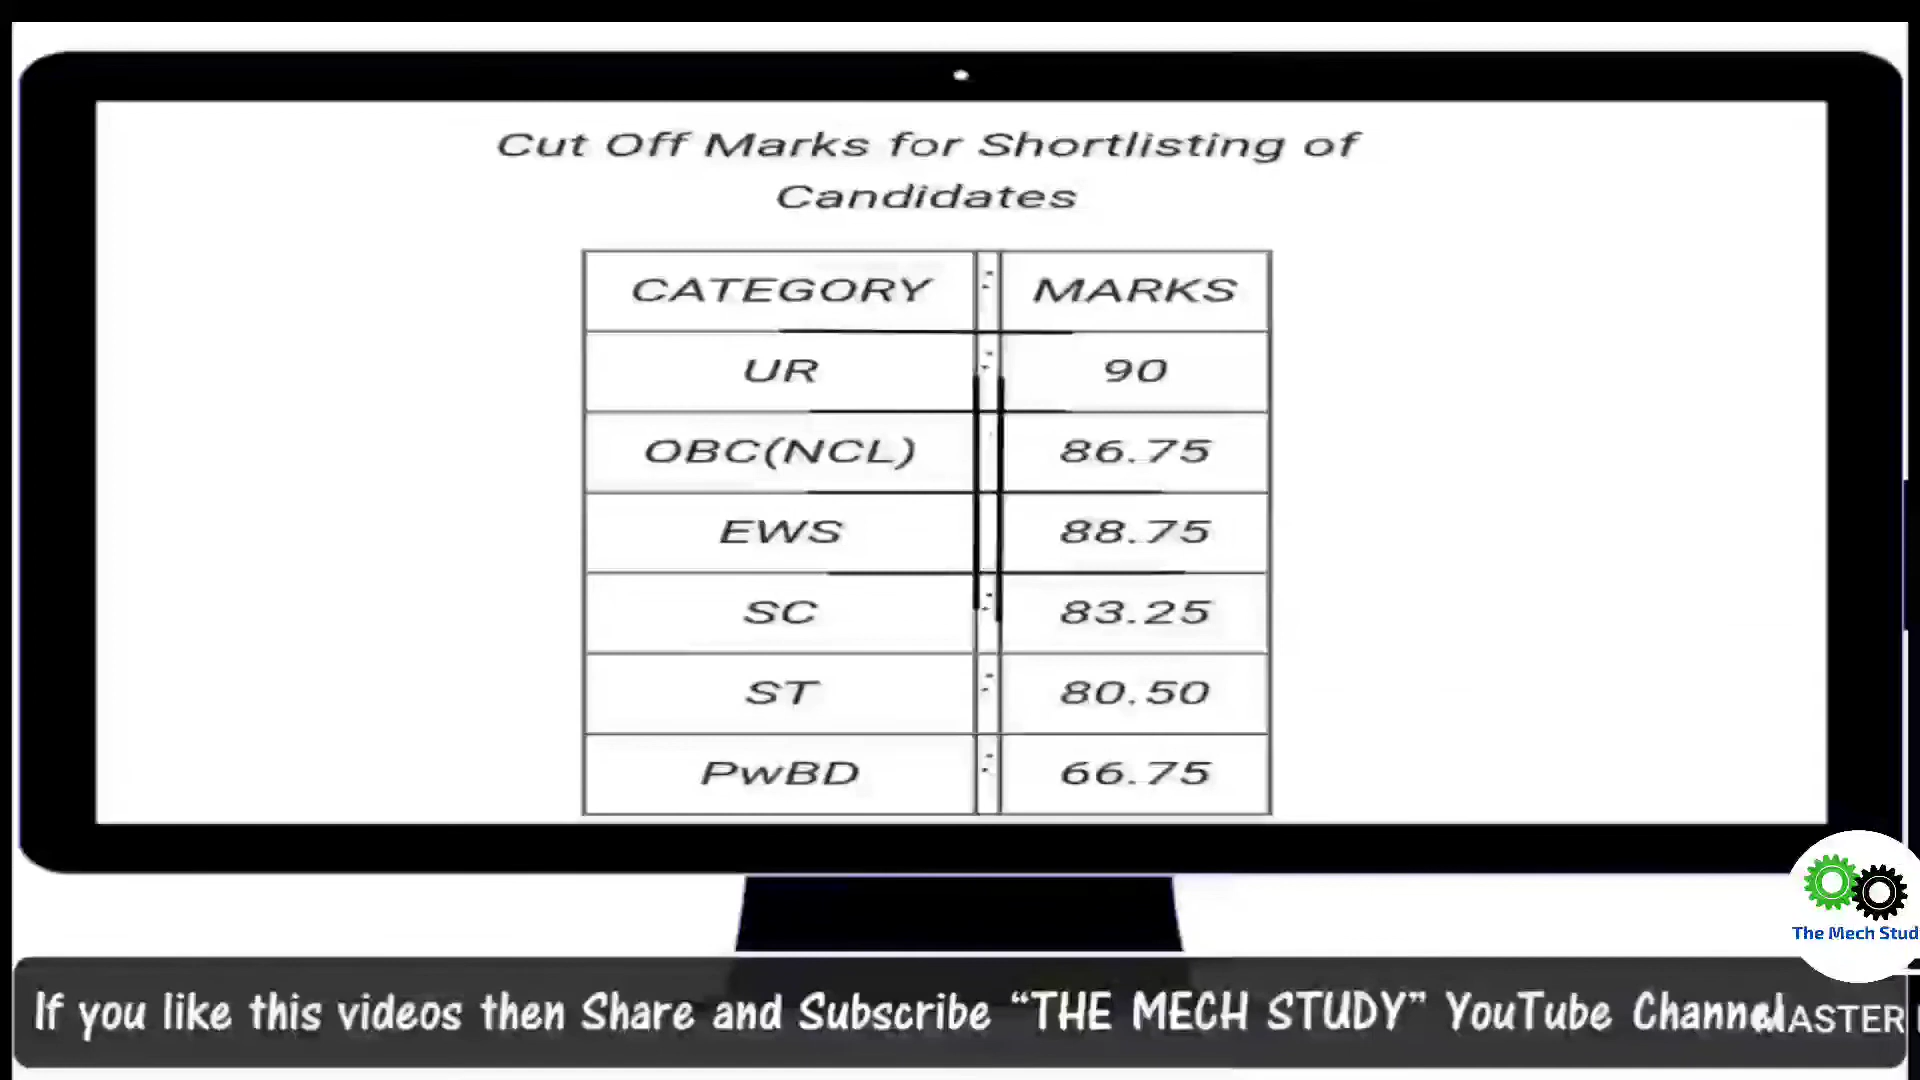 Cut Off Marks for Shortlisting of
Candidates
CATEGORY : MARKS
UR : 90
OBC(NCL) 86.75
EWS 88.75
SC : 83.25
ST : 80.50
PwBD : 66.75
The Mech Stud
If you like this videos then Share and Subscribe “THE MECH STUDY” YouTube Channel
MASTER